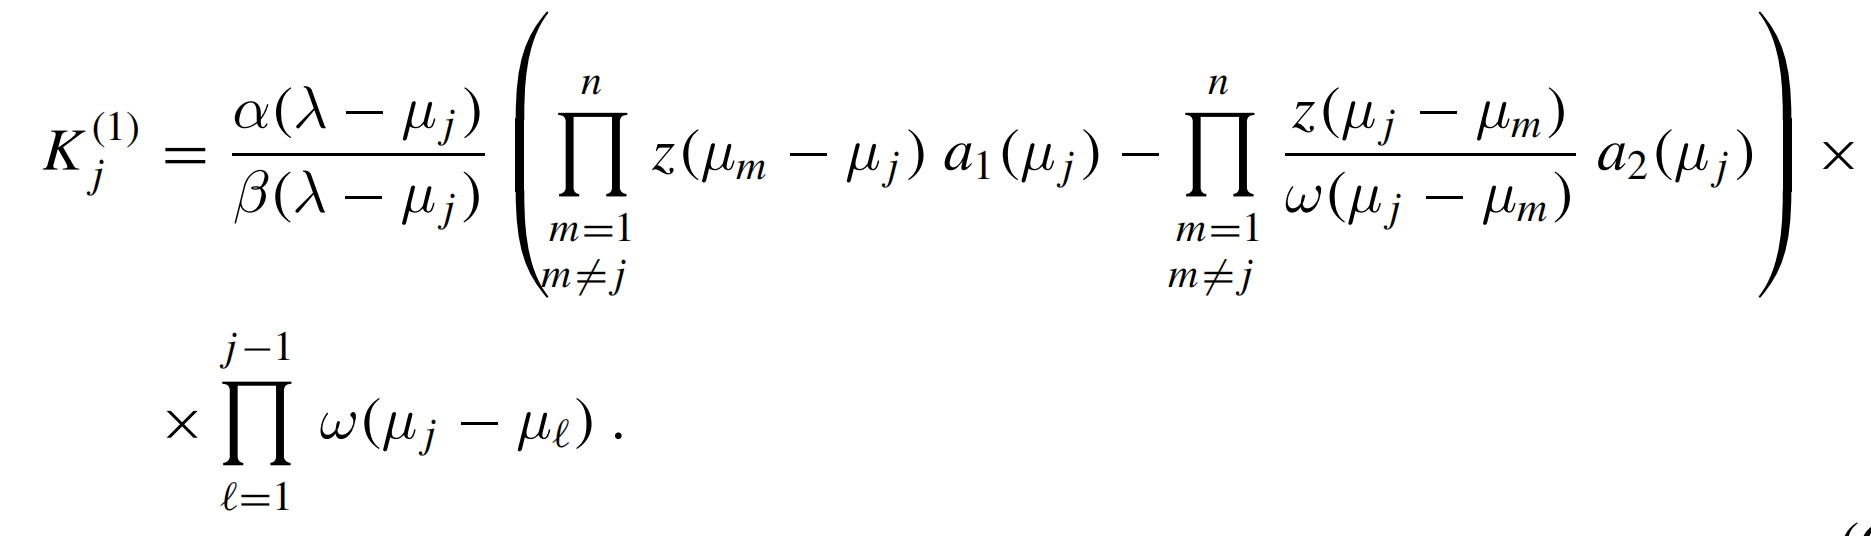 K_j^{(1)} = \frac{\alpha(\lambda - \mu_j)}{\beta(\lambda - \mu_j)} \left( \prod_{\substack{m=1 \\ m \neq j}}^{n} z(\mu_m - \mu_j) \, a_1(\mu_j) - \prod_{\substack{m=1 \\ m \neq j}}^{n} \frac{z(\mu_j - \mu_m)}{\omega(\mu_j - \mu_m)} \, a_2(\mu_j) \right) \times
\times \prod_{\ell=1}^{j-1} \omega(\mu_j - \mu_\ell) .